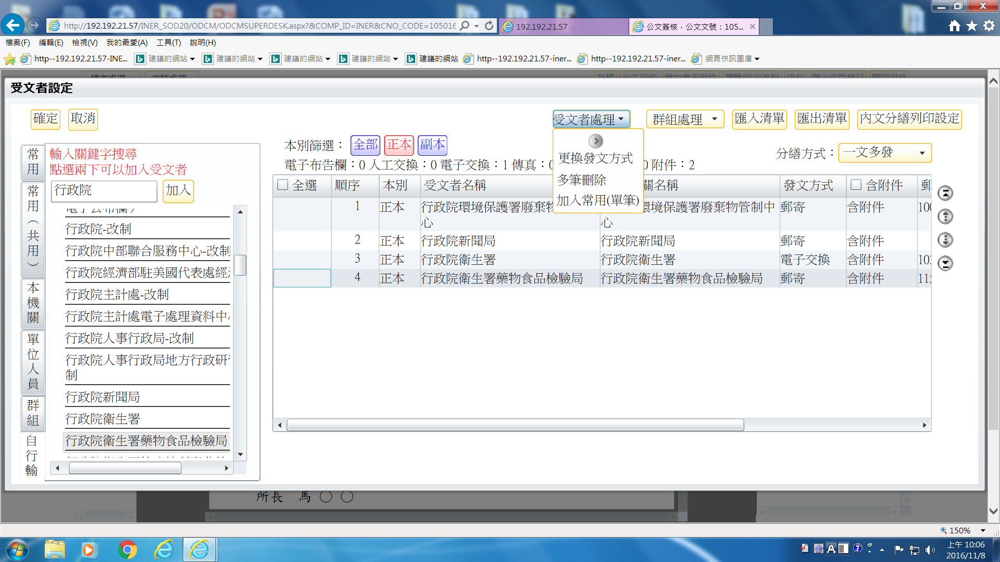 http://192.192.21.57/INER_SOD20/ODCM/ODCMSUPERDESK.aspx?&COMP_ID=INER&CNO_CODE=105016
192.192.21.57
公文簽核，公文文號：105...
檔案(F) 編輯(E) 檢視(V) 我的最愛(A) 工具(T) 說明(H)
http--192.192.21.57-INE... 建議的網站 建議的網站 建議的網站 建議的網站 建議的網站 http--192.192.21.57-iner... http--192.192.21.57-iner... 網頁快訊圖庫
受文者設定
確定 取消 受文者處理 群組處理 匯入清單 匯出清單 內文分繕列印設定
更換發文方式
多筆刪除
加入常用(單筆)
本別篩選： 全部 正本 副本
分繕方式： 一文多發
電子布告欄：0 人工交換：0 電子交換：1 傳真：0 0 附件：2
常用
常用（共用）
本機關
單位人員
群組
自行輸
輸入關鍵字搜尋
點選兩下可以加入受文者
行政院 加入
行政院-改制
行政院中部聯合服務中心-改制
行政院經濟部駐美國代表處經
行政院主計處-改制
行政院主計處電子處理資料中
行政院人事行政局-改制
行政院人事行政局地方行政研
制
行政院新聞局
行政院衛生署
行政院衛生署藥物食品檢驗局
全選 順序 本別 受文者名稱 關名稱 發文方式 含附件 郵
1 正本 行政院環境保護署廢棄物 環境保護署廢棄物管制中 郵寄 含附件 100
心 心
2 正本 行政院新聞局 行政院新聞局 郵寄 含附件
3 正本 行政院衛生署 行政院衛生署 電子交換 含附件 10
4 正本 行政院衛生署藥物食品檢驗局 行政院衛生署藥物食品檢驗局 郵寄 含附件 11
所長 馬○○
150%
上午 10:06
2016/11/8